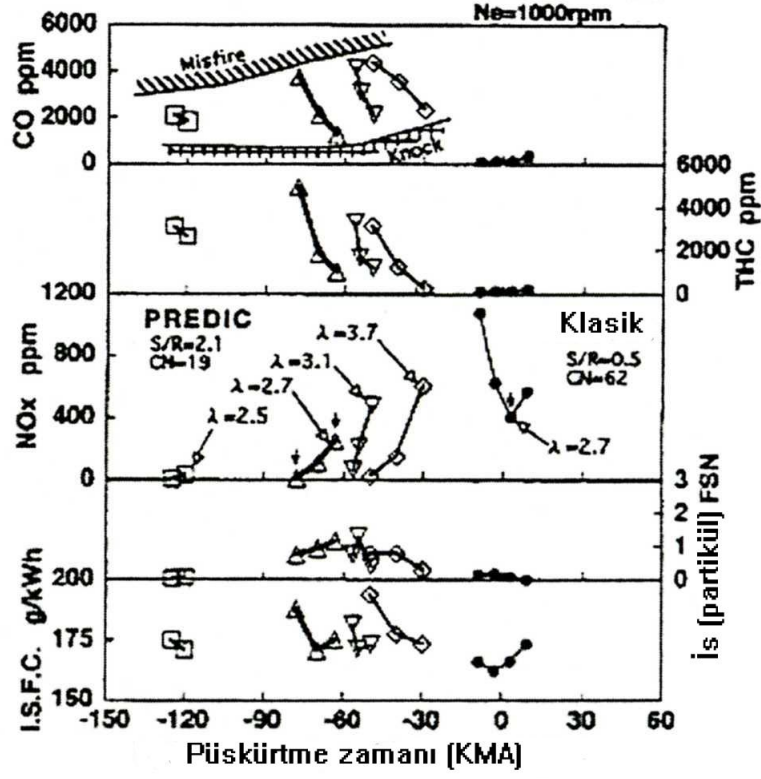 Ne=1000rpm
CO ppm
6000
4000
2000
0
Misfire
Knock
6000
4000
2000
0
THC ppm
NOx ppm
1200
800
400
0
PREDIC
S/R=2.1
CN=19
λ=2.5
λ=2.7
λ=3.1
λ=3.7
Klasik
S/R=0.5
CN=62
λ=2.7
3
2
1
0
İs (partikül) FSN
I.S.F.C. g/kWh
200
175
150
-150 -120 -90 -60 -30 0 30 60
Püskürtme zamanı (KMA)